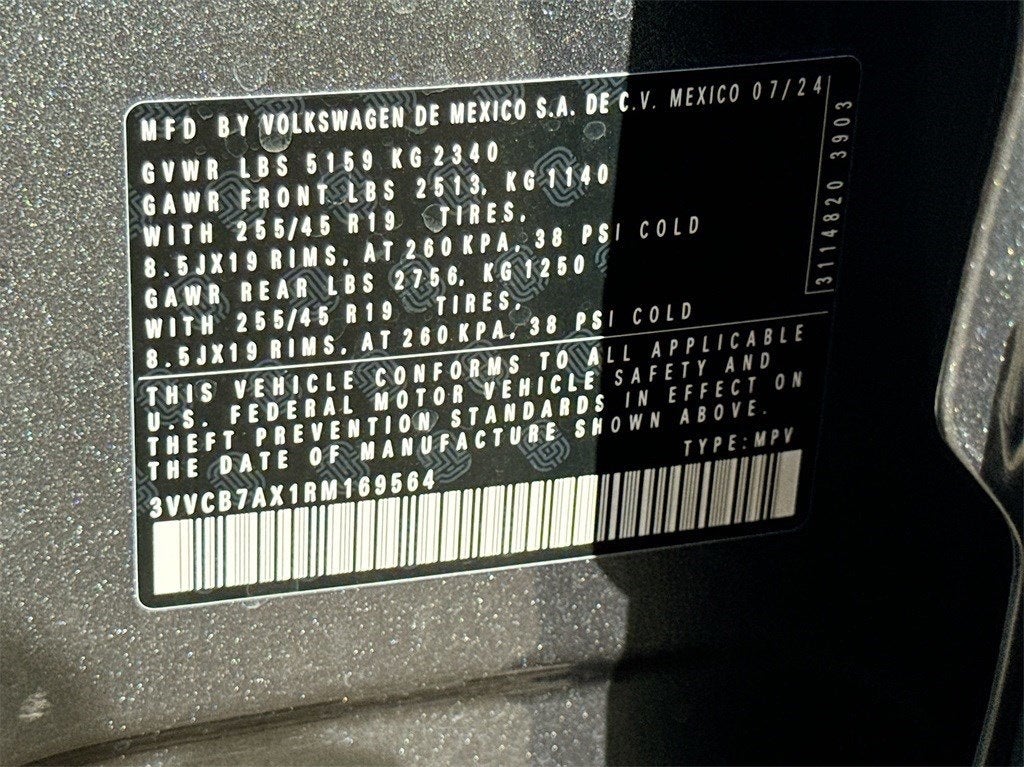 MFD BY VOLKSWAGEN DE MEXICO S.A. DE C.V. MEXICO 07/24
GVWR LBS 5159 KG 2340
GAWR FRONT LBS 2513, KG 1140
WITH 255/45 R19 TIRES,
8.5JX19 RIMS, AT 260 KPA, 38 PSI COLD
GAWR REAR LBS 2756, KG 1250
WITH 255/45 R19 TIRES,
8.5JX19 RIMS, AT 260 KPA, 38 PSI COLD
THIS VEHICLE CONFORMS TO ALL APPLICABLE
U.S. FEDERAL MOTOR VEHICLE SAFETY AND
THEFT PREVENTION STANDARDS IN EFFECT ON
THE DATE OF MANUFACTURE SHOWN ABOVE.
TYPE: MPV
3VVCB7AX1RM169564
3114820 3903